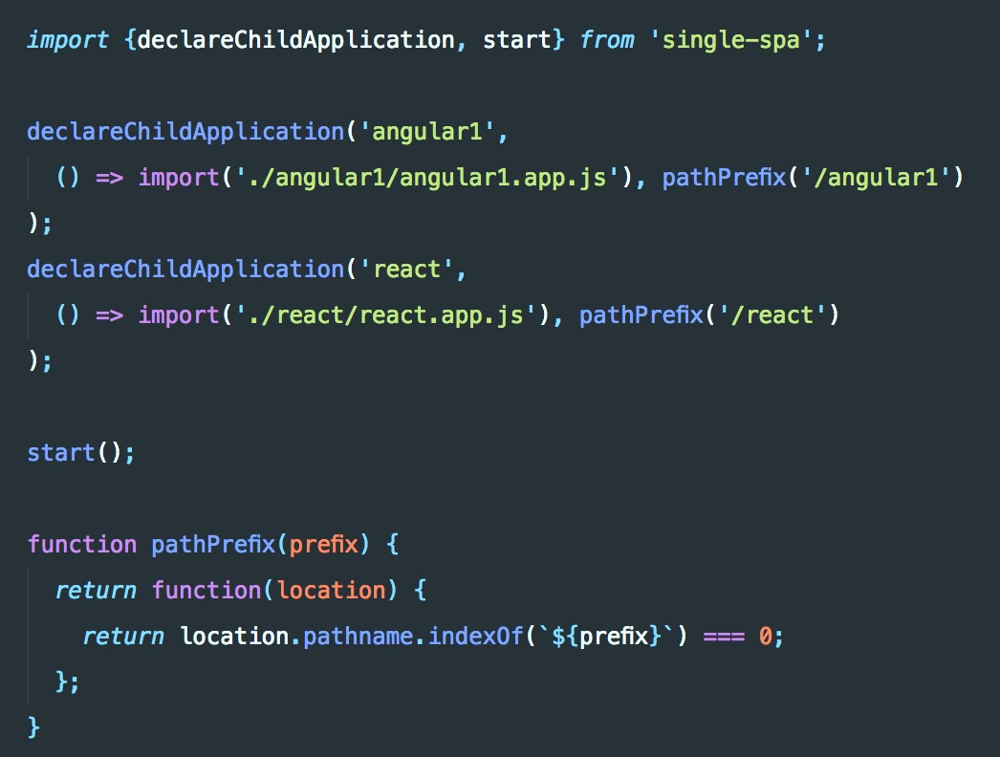 import {declareChildApplication, start} from 'single-spa';
declareChildApplication('angular1',
() => import('./angular1/angular1.app.js'), pathPrefix('/angular1')
);
declareChildApplication('react',
() => import('./react/react.app.js'), pathPrefix('/react')
);
start();
function pathPrefix(prefix) {
return function(location) {
return location.pathname.indexOf(`${prefix}`) === 0;
};
}